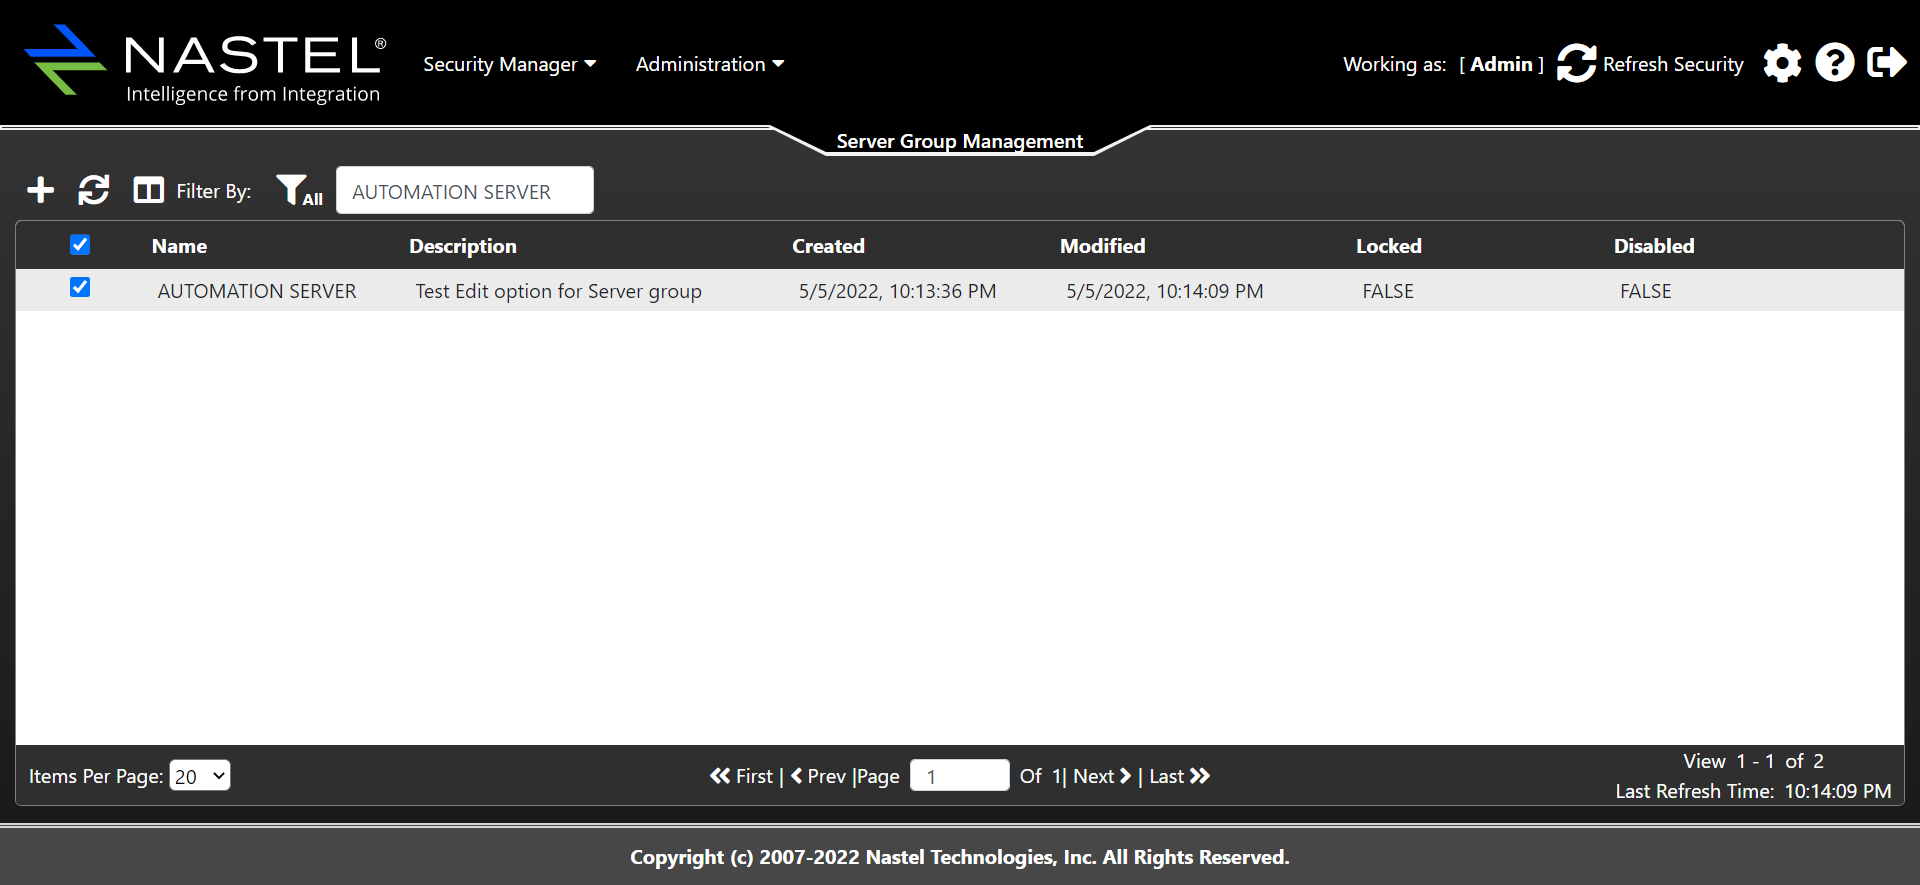 NASTEL®
Intelligence from Integration
Security Manager
Administration
Working as: [ Admin ]
Refresh Security
Server Group Management
Filter By:
All
AUTOMATION SERVER
Name Description Created Modified Locked Disabled
AUTOMATION SERVER Test Edit option for Server group 5/5/2022, 10:13:36 PM 5/5/2022, 10:14:09 PM FALSE FALSE
Items Per Page: 20
First | Prev |Page 1 Of 1| Next | Last
View 1 - 1 of 2
Last Refresh Time: 10:14:09 PM
Copyright (c) 2007-2022 Nastel Technologies, Inc. All Rights Reserved.